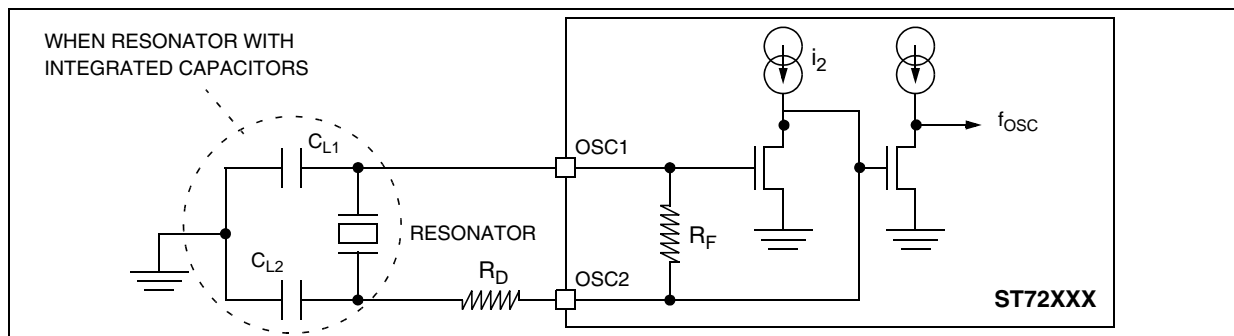 WHEN RESONATOR WITH
INTEGRATED CAPACITORS
i2
fOSC
CL1
OSC1
RESONATOR
RF
CL2
RD
OSC2
ST72XXX